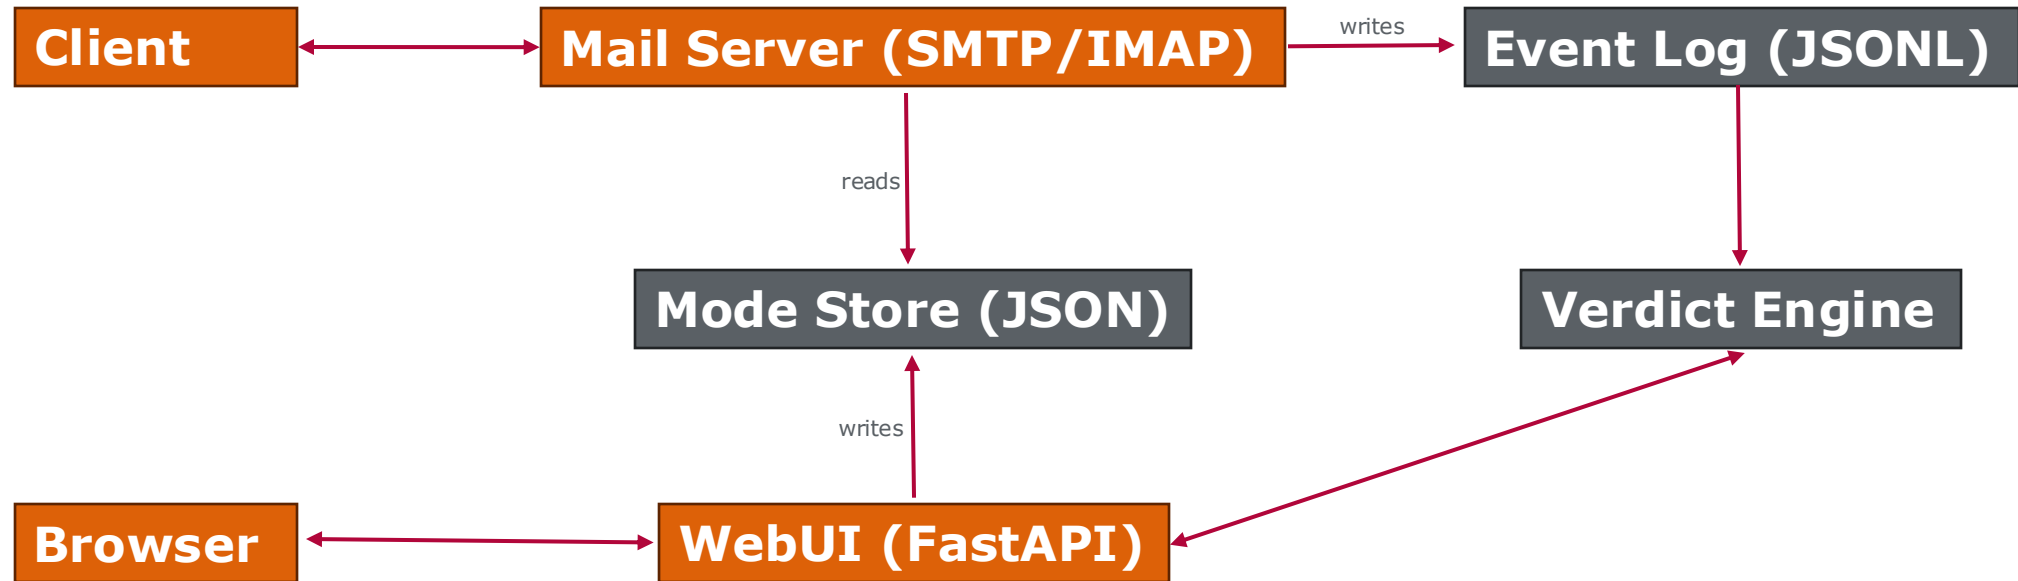 Client
Mail Server (SMTP/IMAP)
writes
Event Log (JSONL)
reads
Mode Store (JSON)
Verdict Engine
writes
Browser
WebUI (FastAPI)